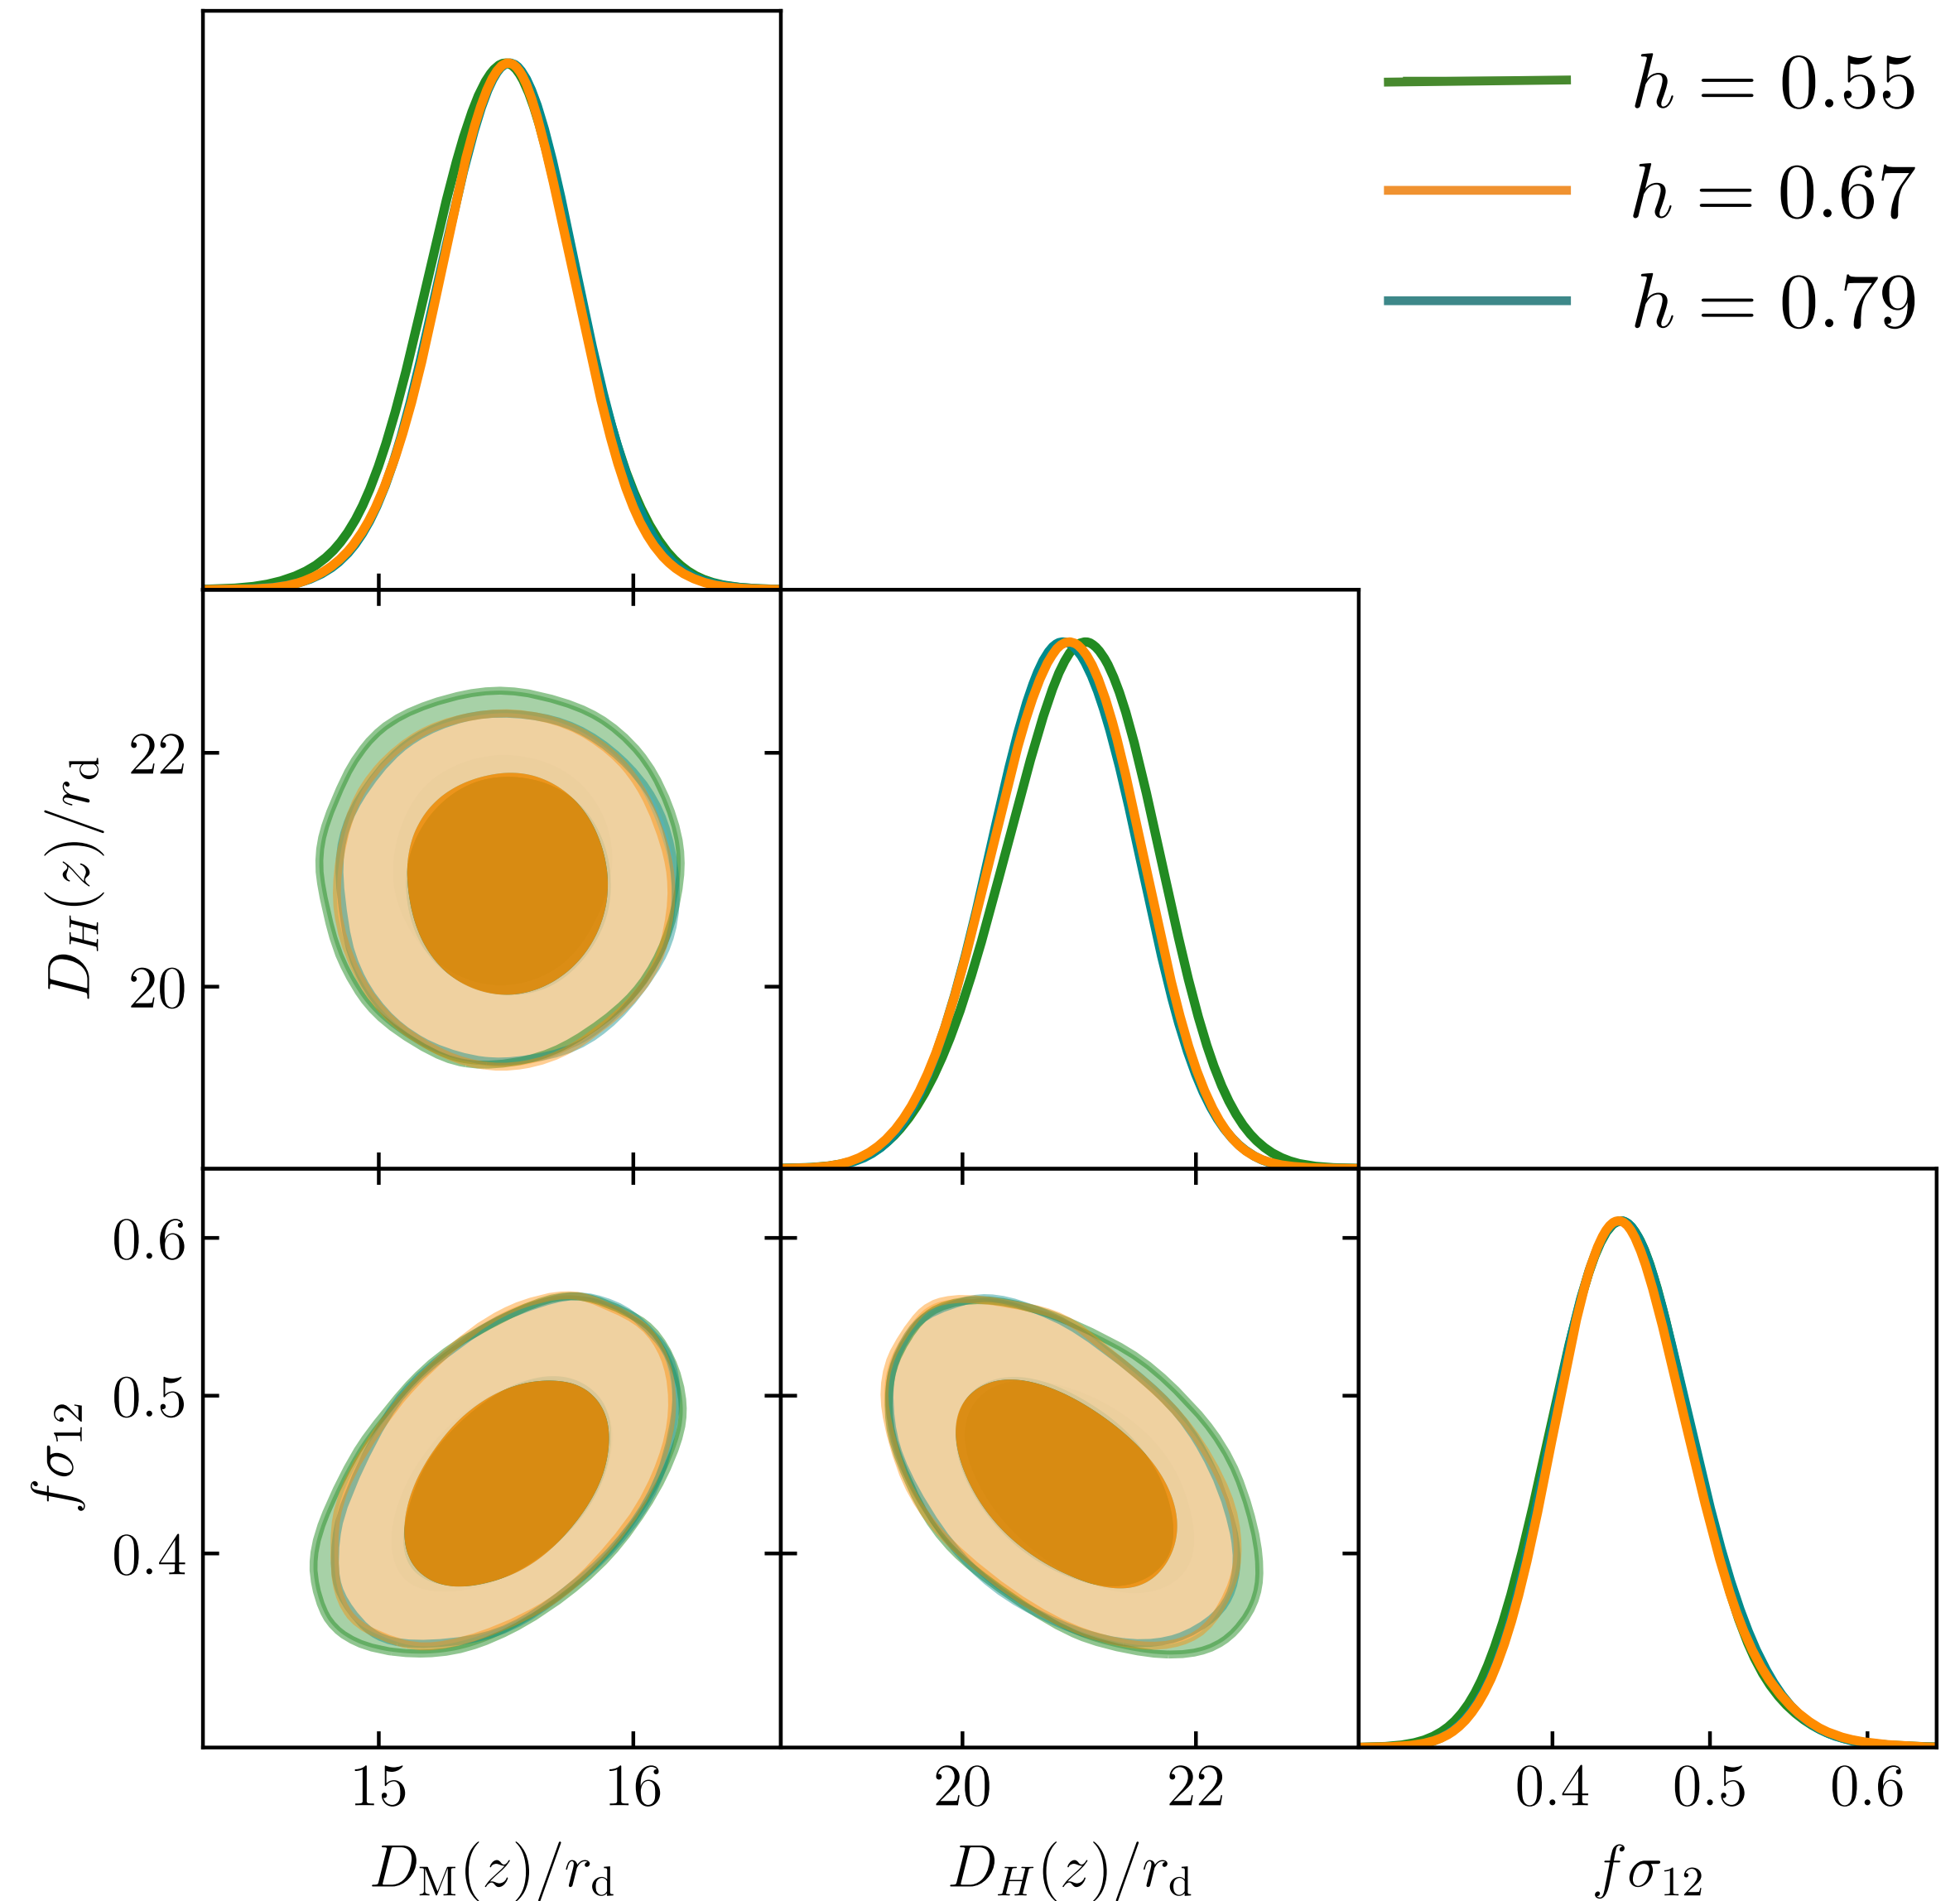 h = 0.55
h = 0.67
h = 0.79
D_H(z)/r_d
22
20
fσ_12
0.6
0.5
0.4
15 16 20 22 0.4 0.5 0.6
D_M(z)/r_d D_H(z)/r_d fσ_12